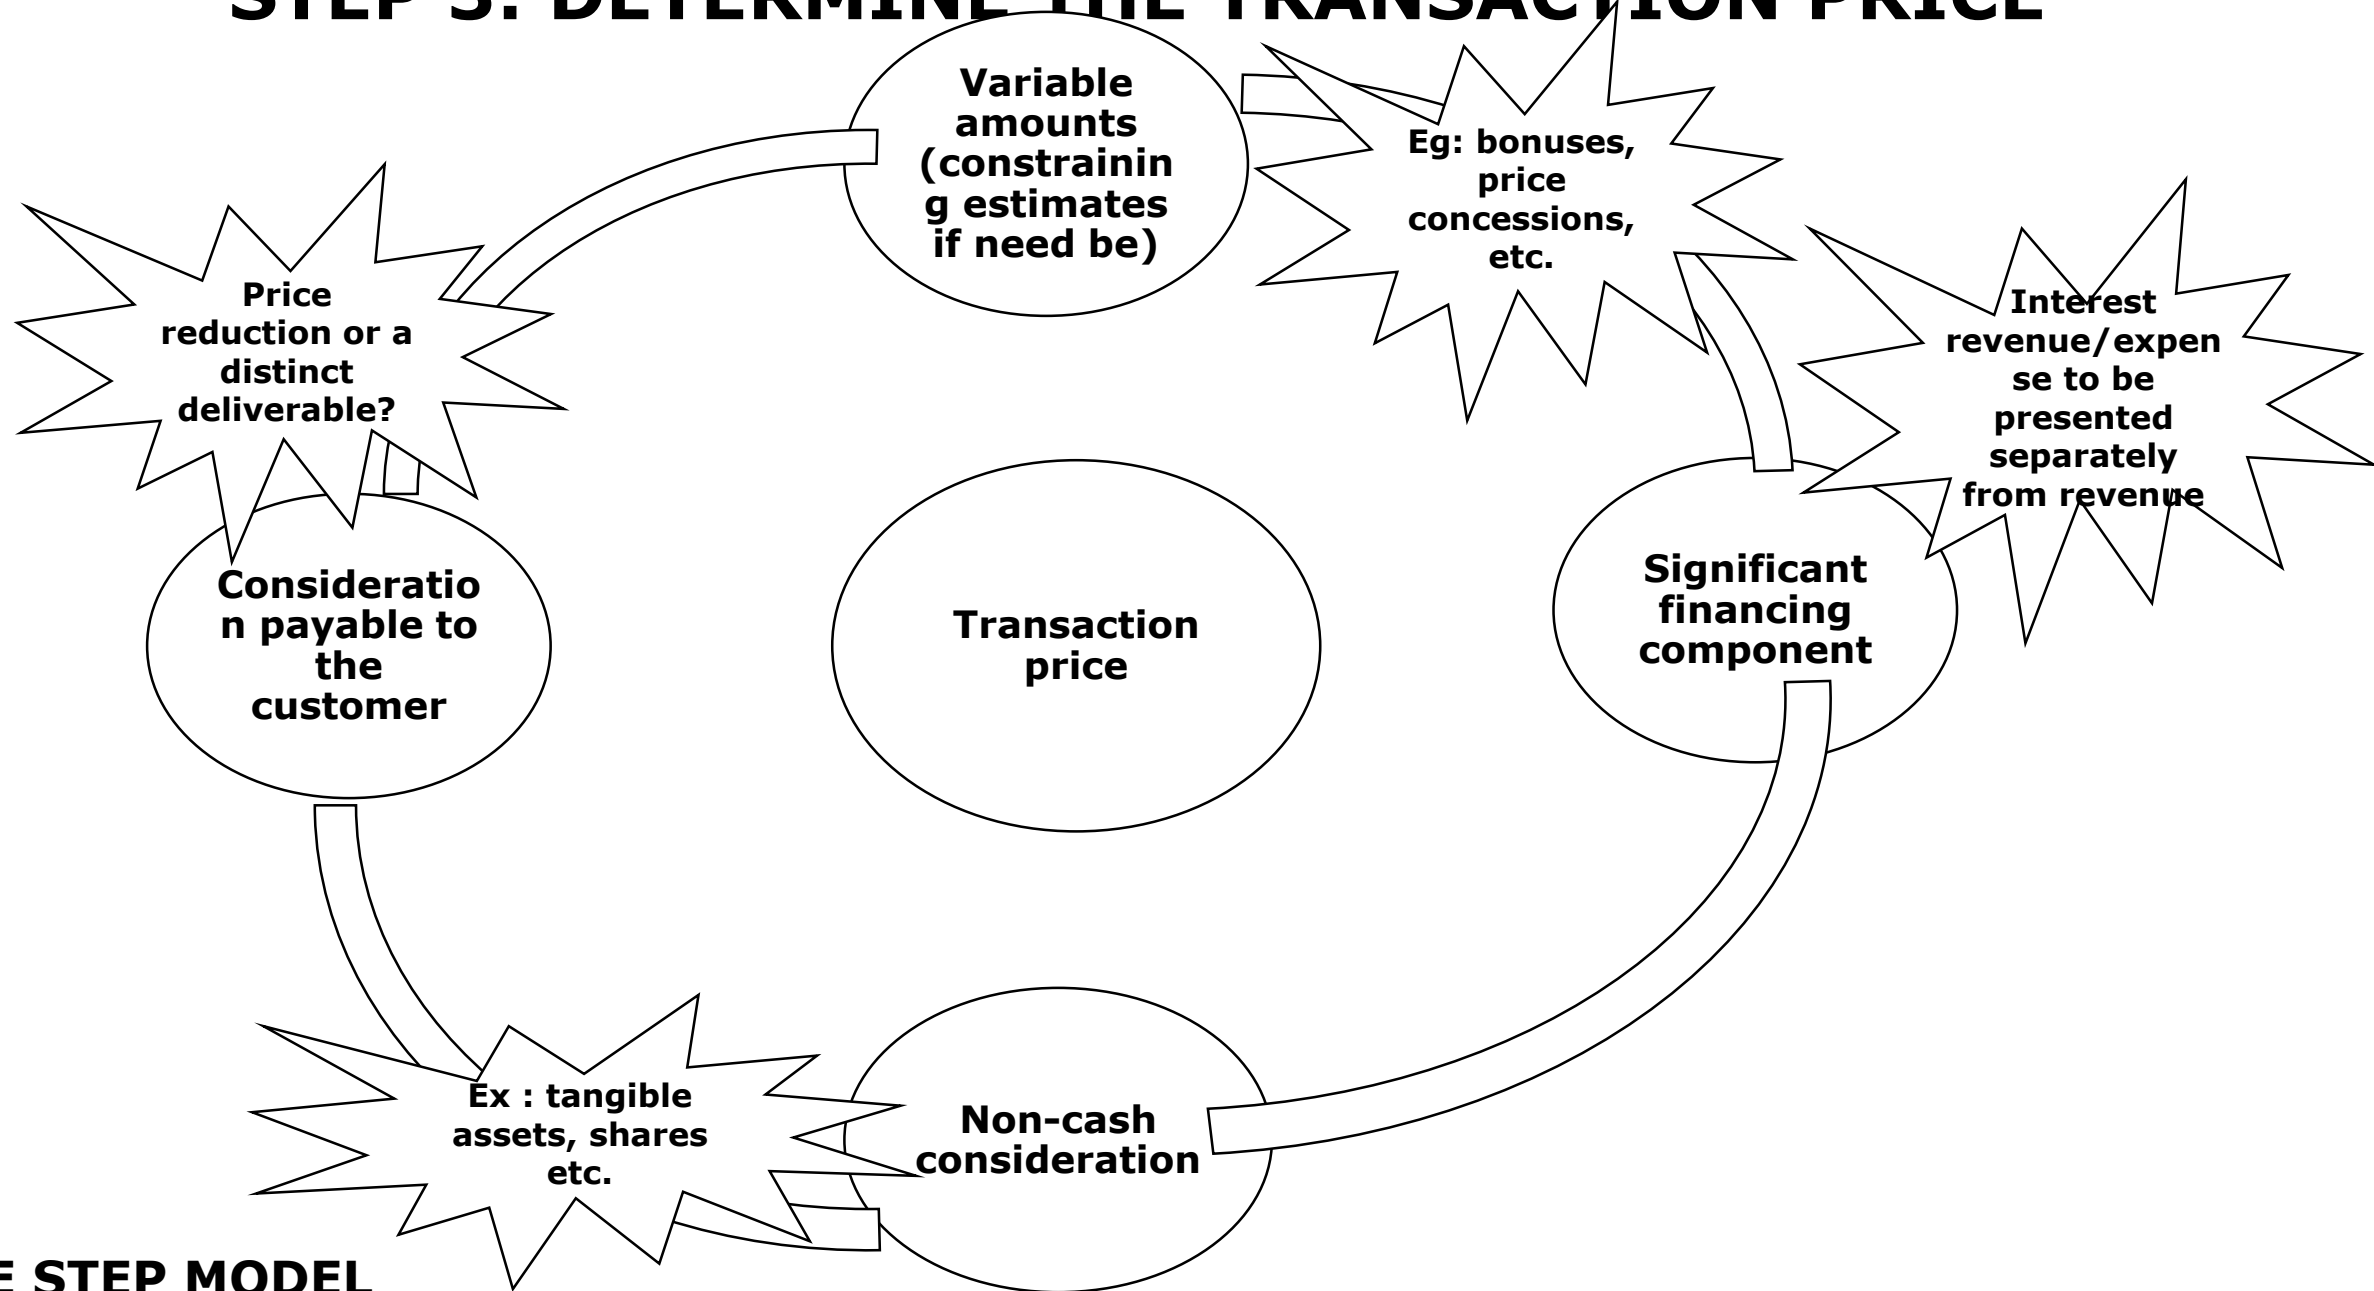 STEP 3: DETERMINE THE TRANSACTION PRICE
Variable
amounts
(constrainin
g estimates
if need be)
Eg: bonuses,
price
concessions,
etc.
Price
reduction or a
distinct
deliverable?
Interest
revenue/expen
se to be
presented
separately
from revenue
Consideratio
n payable to
the
customer
Transaction
price
Significant
financing
component
Ex : tangible
assets, shares
etc.
Non-cash
consideration
E STEP MODEL